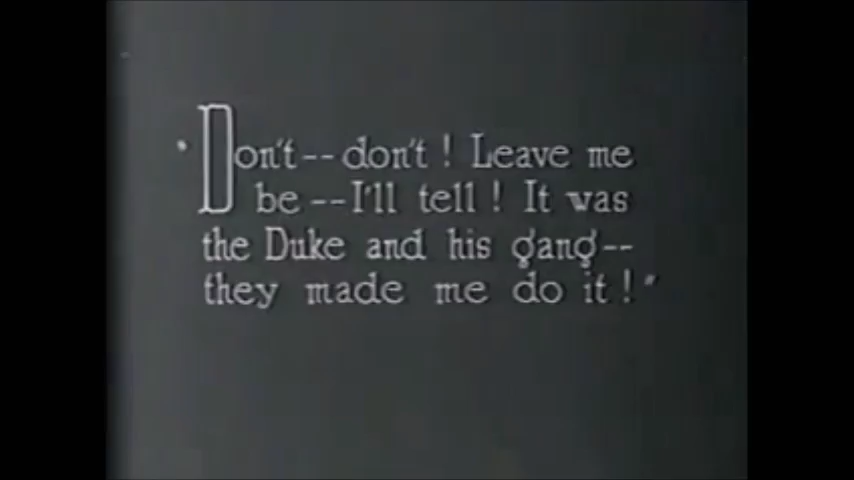 "Don't -- don't! Leave me
be -- I'll tell! It was
the Duke and his gang --
they made me do it!"